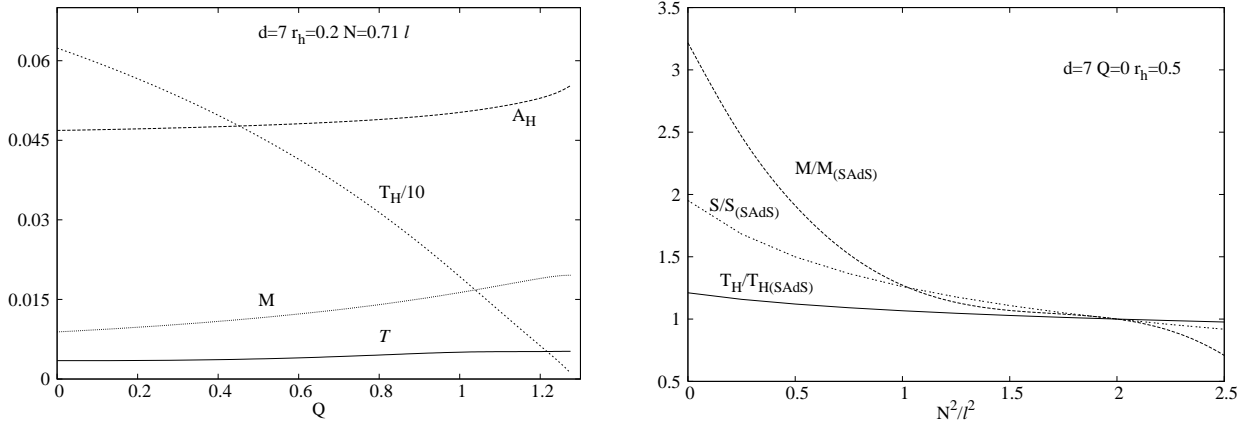 d=7 r_h=0.2 N=0.71 l
0.06
0.045
0.03
0.015
0
A_H
T_H/10
M
T
0 0.2 0.4 0.6 0.8 1 1.2
Q
3.5
3
2.5
2
1.5
1
0.5
d=7 Q=0 r_h=0.5
M/M_(SAdS)
S/S_(SAdS)
T_H/T_H(SAdS)
0 0.5 1 1.5 2 2.5
N^2/l^2